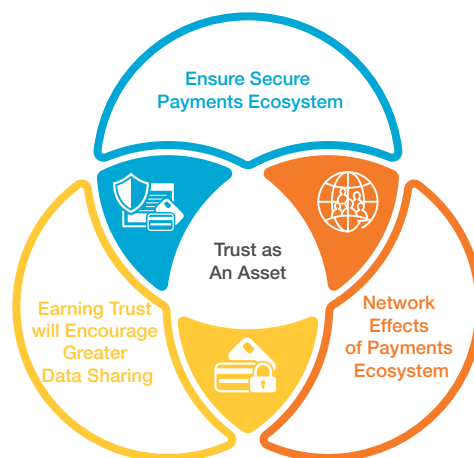 Ensure Secure
Payments Ecosystem
Trust as
An Asset
Earning Trust
will Encourage
Greater
Data Sharing
Network
Effects
of Payments
Ecosystem